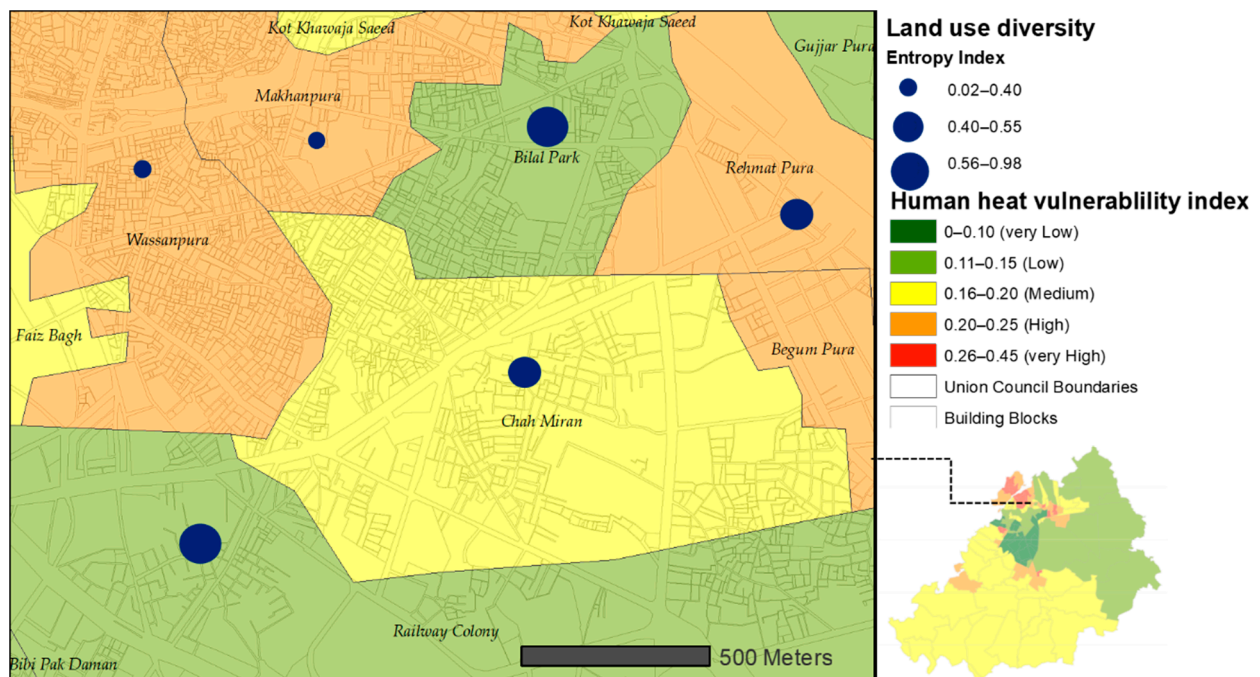 Kot Khawaja Saeed
Kot Khawaja Saeed
Gujjar Pura
Makhanpura
Bilal Park
Rehmat Pura
Wassanpura
Faiz Bagh
Begum Pura
Chah Miran
Railway Colony
Bibi Pak Daman
500 Meters
Land use diversity
Entropy Index
0.02–0.40
0.40–0.55
0.56–0.98
Human heat vulnerablility index
0–0.10 (very Low)
0.11–0.15 (Low)
0.16–0.20 (Medium)
0.20–0.25 (High)
0.26–0.45 (very High)
Union Council Boundaries
Building Blocks